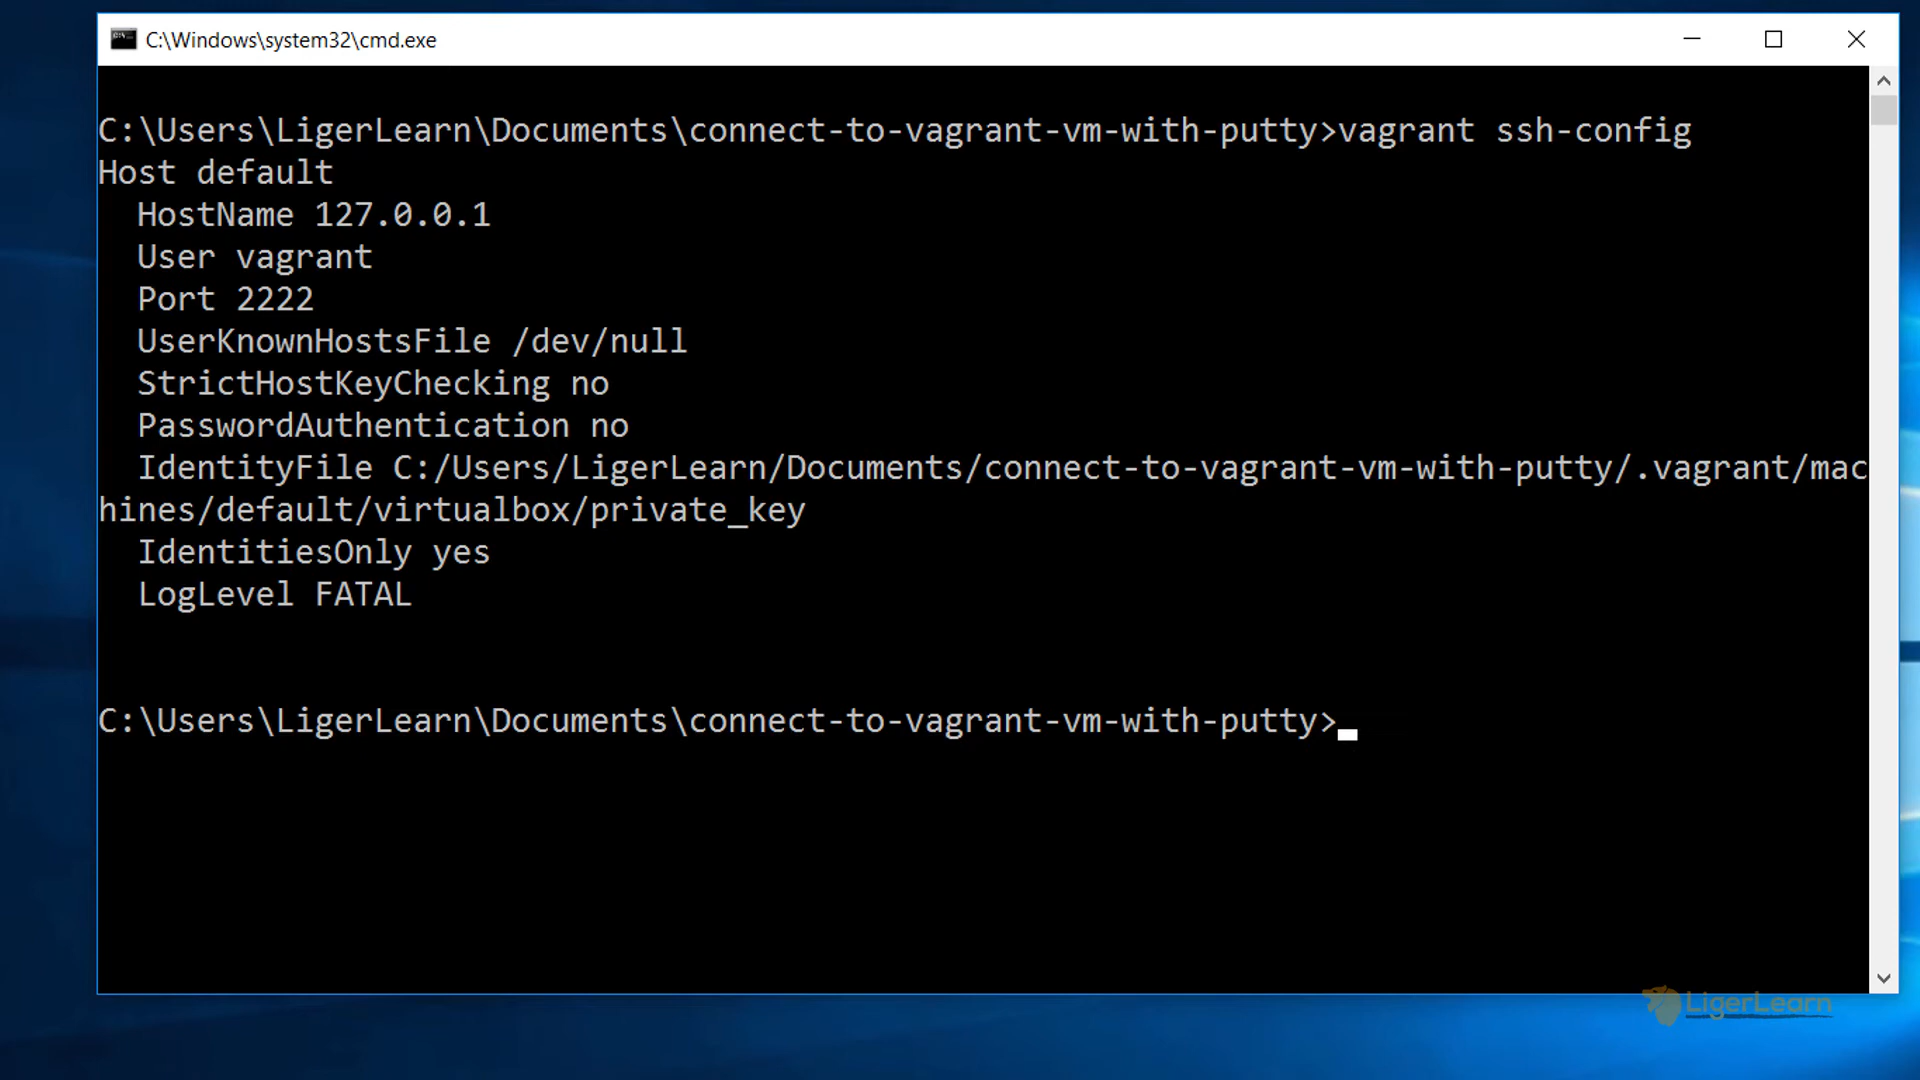 C:\Windows\system32\cmd.exe
C:\Users\LigerLearn\Documents\connect-to-vagrant-vm-with-putty>vagrant ssh-config
Host default
  HostName 127.0.0.1
  User vagrant
  Port 2222
  UserKnownHostsFile /dev/null
  StrictHostKeyChecking no
  PasswordAuthentication no
  IdentityFile C:/Users/LigerLearn/Documents/connect-to-vagrant-vm-with-putty/.vagrant/mac
hines/default/virtualbox/private_key
  IdentitiesOnly yes
  LogLevel FATAL
C:\Users\LigerLearn\Documents\connect-to-vagrant-vm-with-putty>
LigerLearn